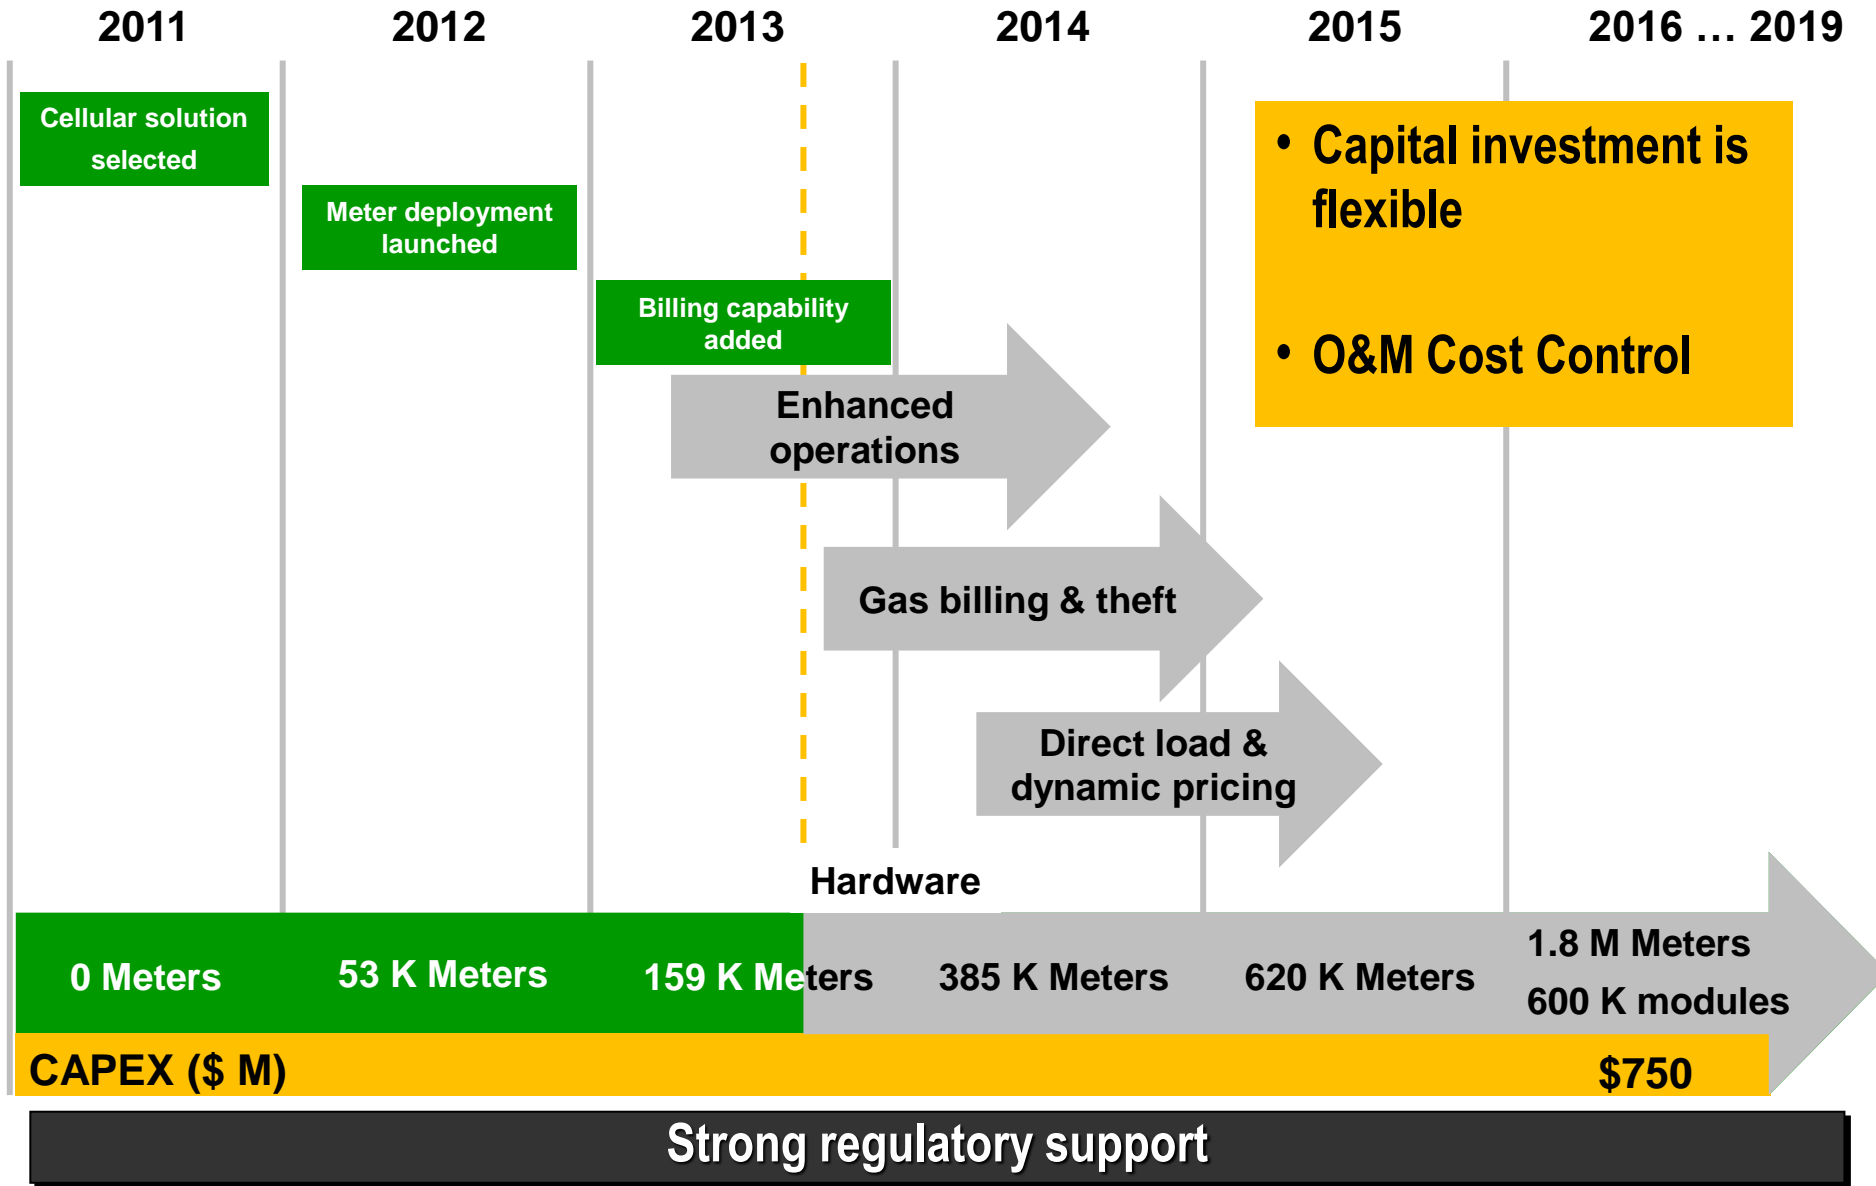 2011 2012 2013 2014 2015 2016 … 2019
Cellular solution
selected
Meter deployment
launched
Billing capability
added
• Capital investment is
flexible
• O&M Cost Control
Enhanced
operations
Gas billing & theft
Direct load &
dynamic pricing
Hardware
0 Meters 53 K Meters 159 K Meters 385 K Meters 620 K Meters 1.8 M Meters
600 K modules
CAPEX ($ M) $750
Strong regulatory support